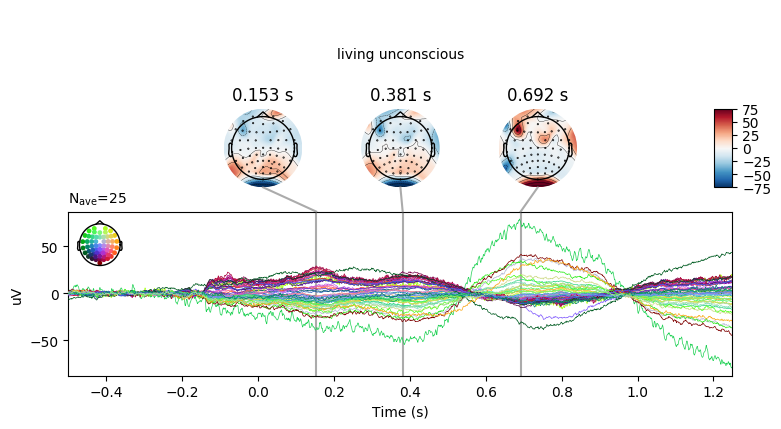 living unconscious
0.153 s
0.381 s
0.692 s
75
50
25
0
−25
−50
−75
Nave=25
50
0
−50
uV
−0.4 −0.2 0.0 0.2 0.4 0.6 0.8 1.0 1.2
Time (s)